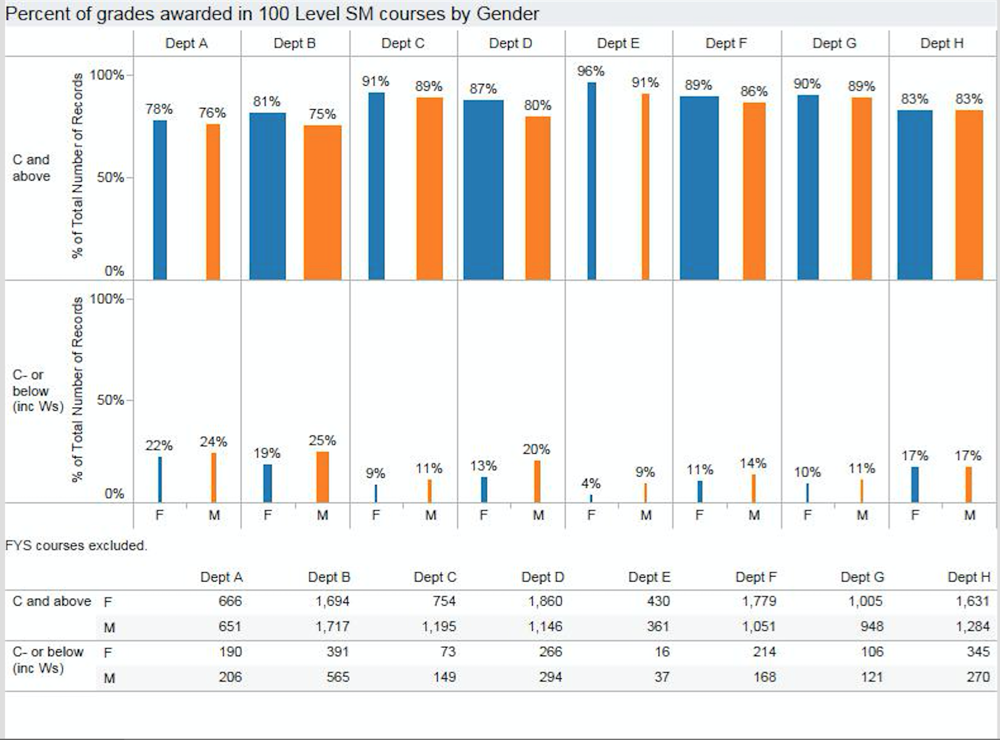 Percent of grades awarded in 100 Level SM courses by Gender
Dept A Dept B Dept C Dept D Dept E Dept F Dept G Dept H
C and above
% of Total Number of Records
100%
50%
0%
78% 76% 81% 75% 91% 89% 87% 80% 96% 91% 89% 86% 90% 89% 83% 83%
C- or below (inc Ws)
% of Total Number of Records
100%
50%
0%
22% 24% 19% 25% 9% 11% 13% 20% 4% 9% 11% 14% 10% 11% 17% 17%
F M F M F M F M F M F M F M F M
FYS courses excluded.
Dept A Dept B Dept C Dept D Dept E Dept F Dept G Dept H
C and above F 666 1,694 754 1,860 430 1,779 1,005 1,631
M 651 1,717 1,195 1,146 361 1,051 948 1,284
C- or below (inc Ws) F 190 391 73 266 16 214 106 345
M 206 565 149 294 37 168 121 270